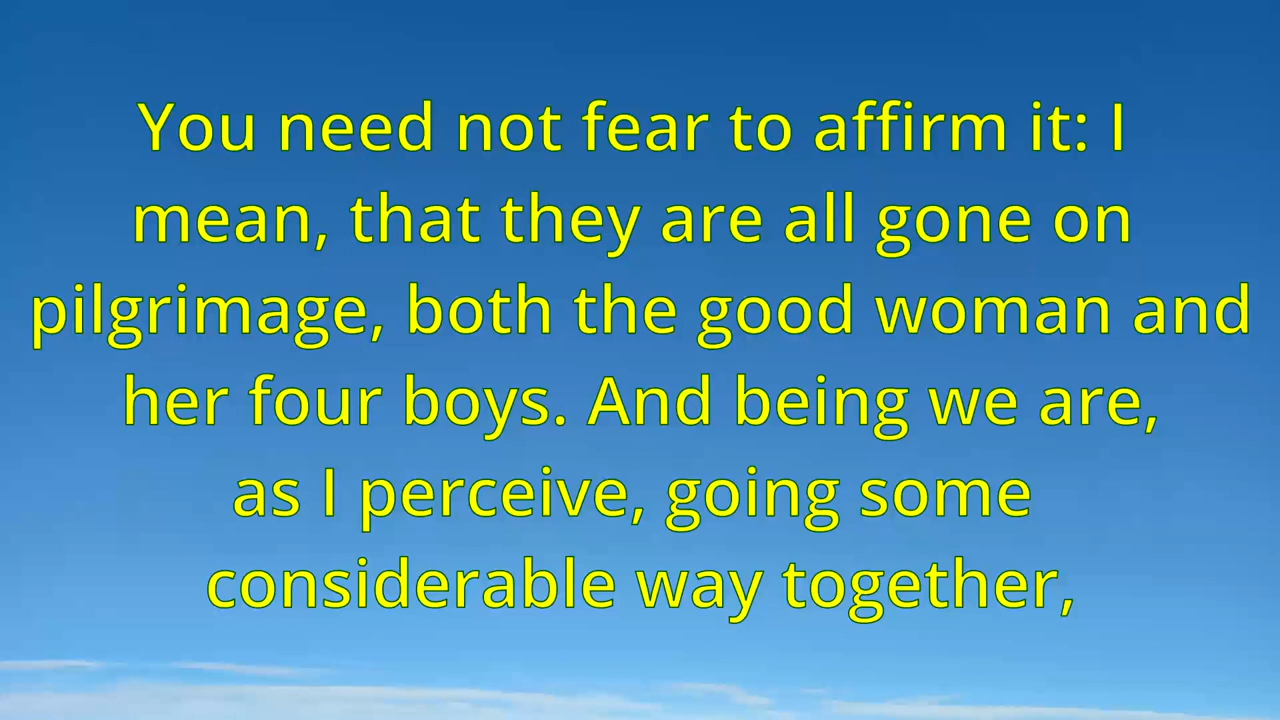 You need not fear to affirm it: I
mean, that they are all gone on
pilgrimage, both the good woman and
her four boys. And being we are,
as I perceive, going some
considerable way together,